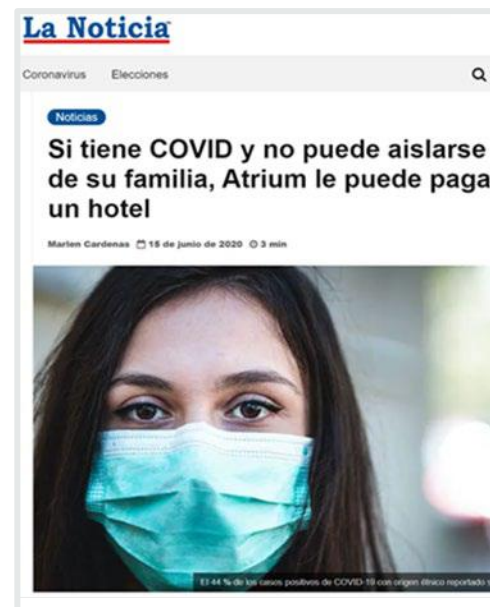 La Noticia
Coronavirus Elecciones
Noticias
Si tiene COVID y no puede aislarse
de su familia, Atrium le puede paga
un hotel
Marlen Cardenas 15 de junio de 2020 3 min
El 44 % de los casos positivos de COVID-19 con origen étnico reportado